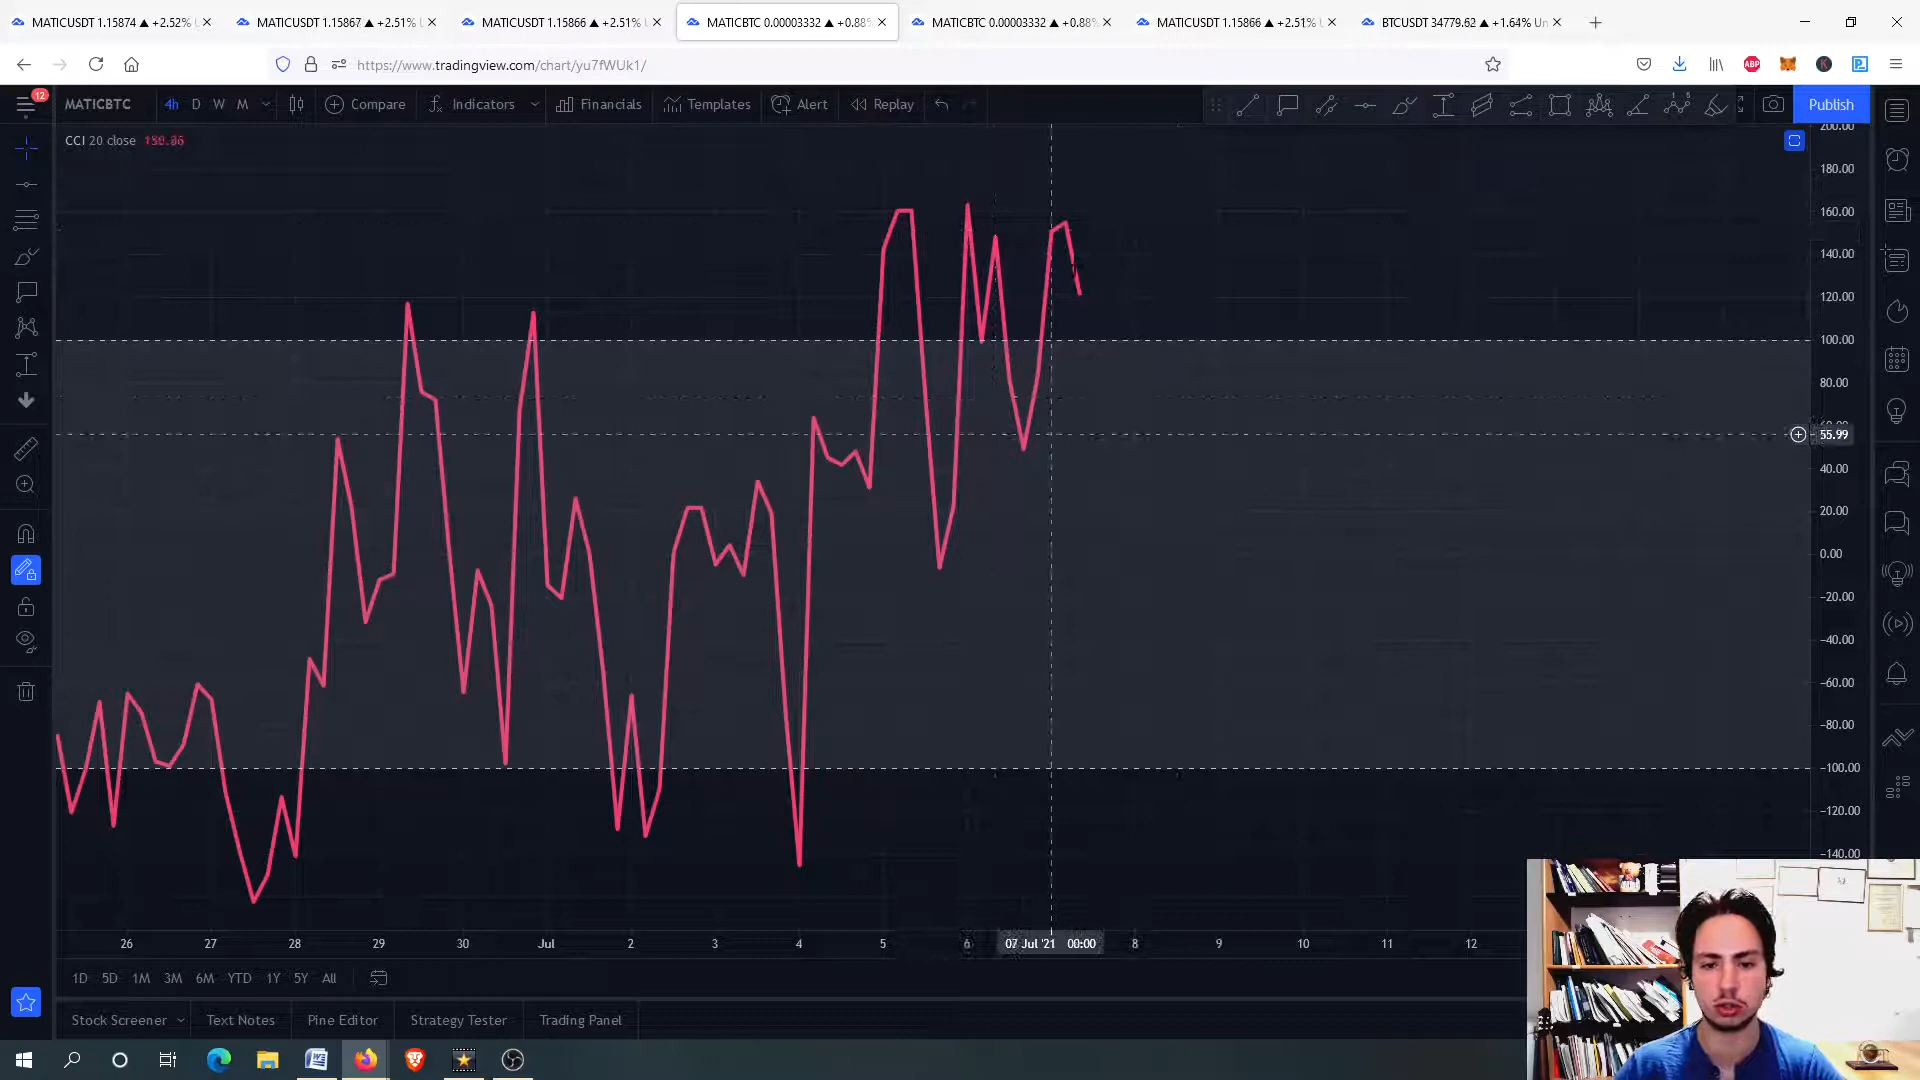 MATICUSDT 1.15874 ▲ +2.52% U
MATICUSDT 1.15867 ▲ +2.51% U
MATICUSDT 1.15866 ▲ +2.51% U
MATICBTC 0.00003332 ▲ +0.88%
MATICBTC 0.00003332 ▲ +0.88%
MATICUSDT 1.15866 ▲ +2.51% U
BTCUSDT 34779.62 ▲ +1.64% Un
https://www.tradingview.com/chart/yu7fWUk1/
ABP
K
12
MATICBTC
4h D W M
Compare
Indicators
Financials
Templates
Alert
Replay
Publish
CCI 20 close
200.00
180.00
160.00
140.00
120.00
100.00
80.00
55.99
40.00
20.00
0.00
-20.00
-40.00
-60.00
-80.00
-100.00
-120.00
-140.00
26 27 28 29 30 Jul 2 3 4 5 6 07 Jul '21 00:00 8 9 10 11 12
1D 5D 1M 3M 6M YTD 1Y 5Y All
Stock Screener
Text Notes
Pine Editor
Strategy Tester
Trading Panel